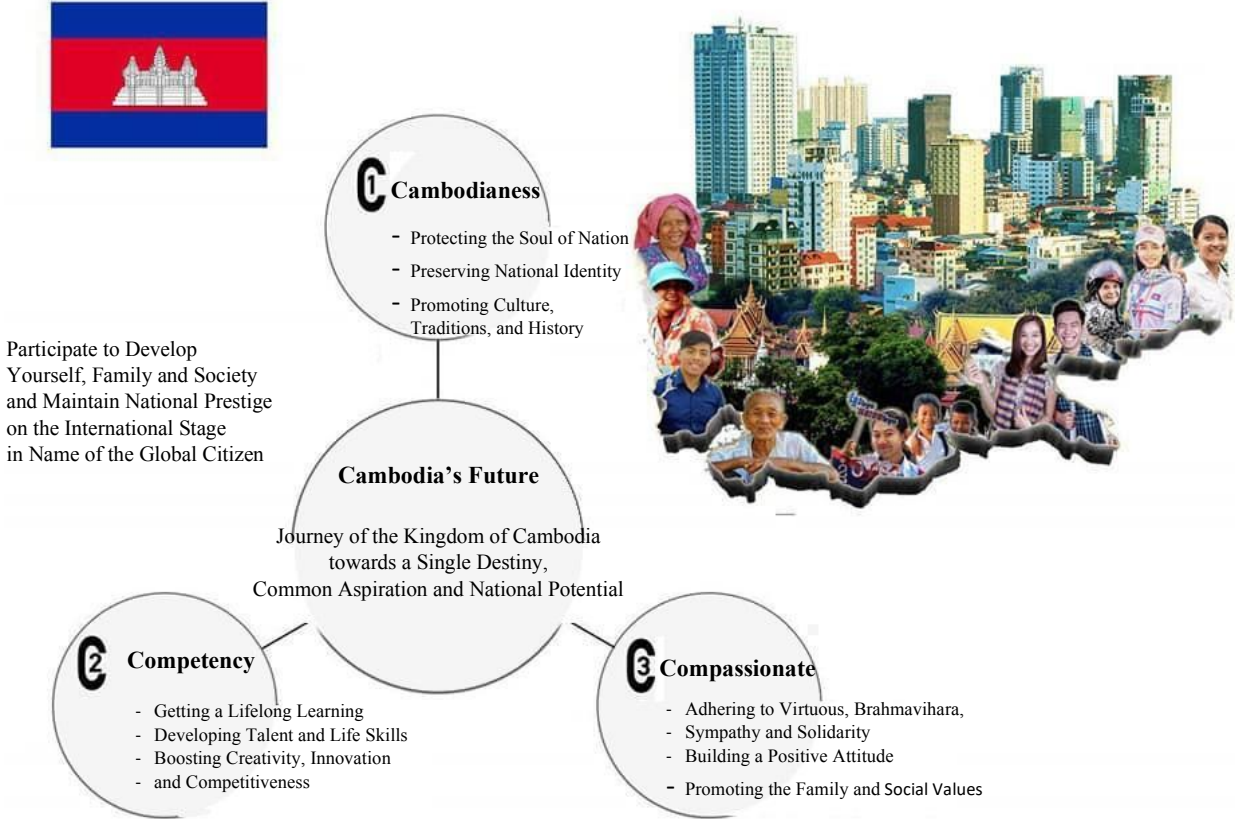 C1 Cambodianess
- Protecting the Soul of Nation
- Preserving National Identity
- Promoting Culture,
Traditions, and History
Participate to Develop
Yourself, Family and Society
and Maintain National Prestige
on the International Stage
in Name of the Global Citizen
Cambodia’s Future
Journey of the Kingdom of Cambodia
towards a Single Destiny,
Common Aspiration and National Potential
C2 Competency
- Getting a Lifelong Learning
- Developing Talent and Life Skills
- Boosting Creativity, Innovation
- and Competitiveness
C3 Compassionate
- Adhering to Virtuous, Brahmavihara,
- Sympathy and Solidarity
- Building a Positive Attitude
- Promoting the Family and Social Values